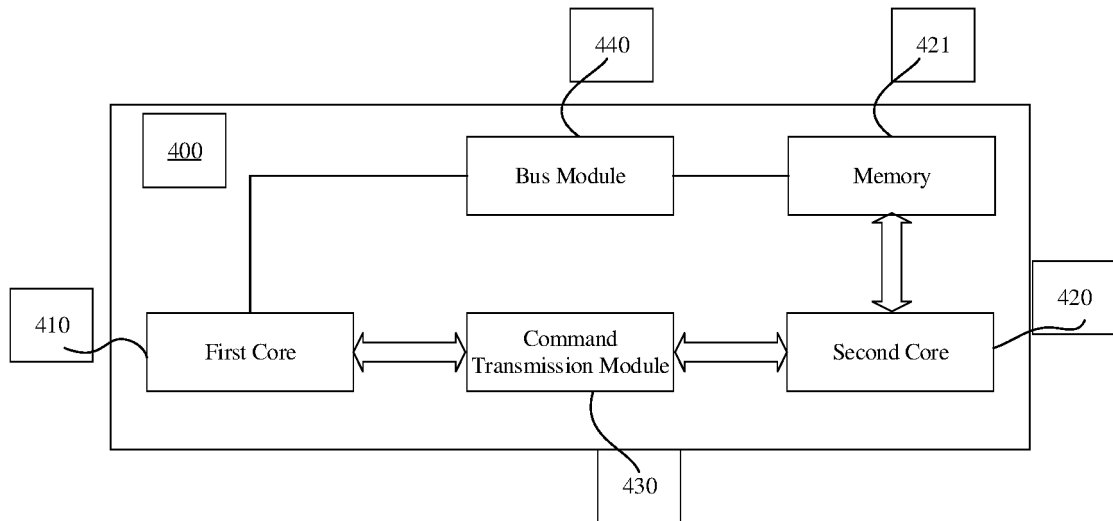 440
421
400
Bus Module
Memory
410
First Core
Command
Transmission Module
Second Core
420
430